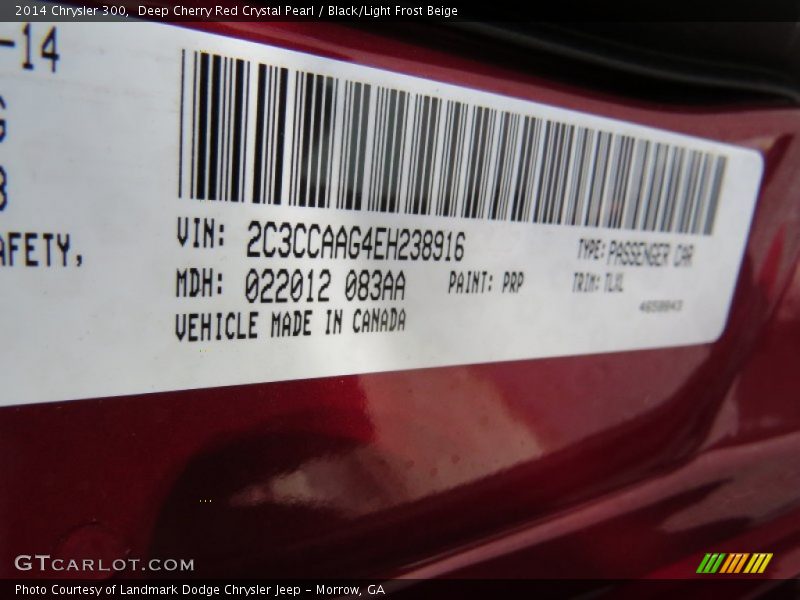 2014 Chrysler 300, Deep Cherry Red Crystal Pearl / Black/Light Frost Beige
-14
AFETY,
VIN: 2C3CCAAG4EH238916 TYPE: PASSENGER CAR
MDH: 022012 083AA PAINT: PRP TRIM: TLXL
VEHICLE MADE IN CANADA
GTCARLOT.COM
Photo Courtesy of Landmark Dodge Chrysler Jeep – Morrow, GA